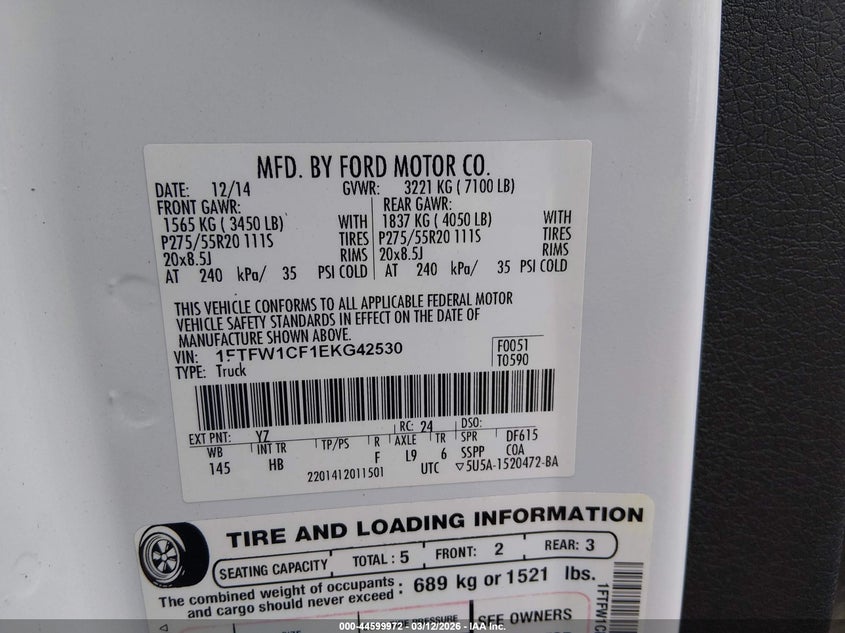 MFD. BY FORD MOTOR CO.
DATE: 12/14 GVWR: 3221 KG ( 7100 LB)
FRONT GAWR: REAR GAWR:
1565 KG ( 3450 LB) WITH 1837 KG ( 4050 LB) WITH
P275/55R20 111S TIRES P275/55R20 111S TIRES
20x8.5J RIMS 20x8.5J RIMS
AT 240 kPa/ 35 PSI COLD AT 240 kPa/ 35 PSI COLD
THIS VEHICLE CONFORMS TO ALL APPLICABLE FEDERAL MOTOR
VEHICLE SAFETY STANDARDS IN EFFECT ON THE DATE OF
MANUFACTURE SHOWN ABOVE.
VIN: 1FTFW1CF1EKG42530 F0051
TYPE: Truck T0590
EXT PNT: YZ RC: 24 DSO:
WB INT TR TP/PS R AXLE TR SPR DF615
145 HB F L9 6 SSPP COA
2201412011501 UTC ▽5U5A-1520472-BA
TIRE AND LOADING INFORMATION
SEATING CAPACITY TOTAL : 5 FRONT: 2 REAR: 3
The combined weight of occupants and cargo should never exceed : 689 kg or 1521 lbs.
SEE OWNERS
000-44599972 - 03/12/2026 - IAA, Inc.